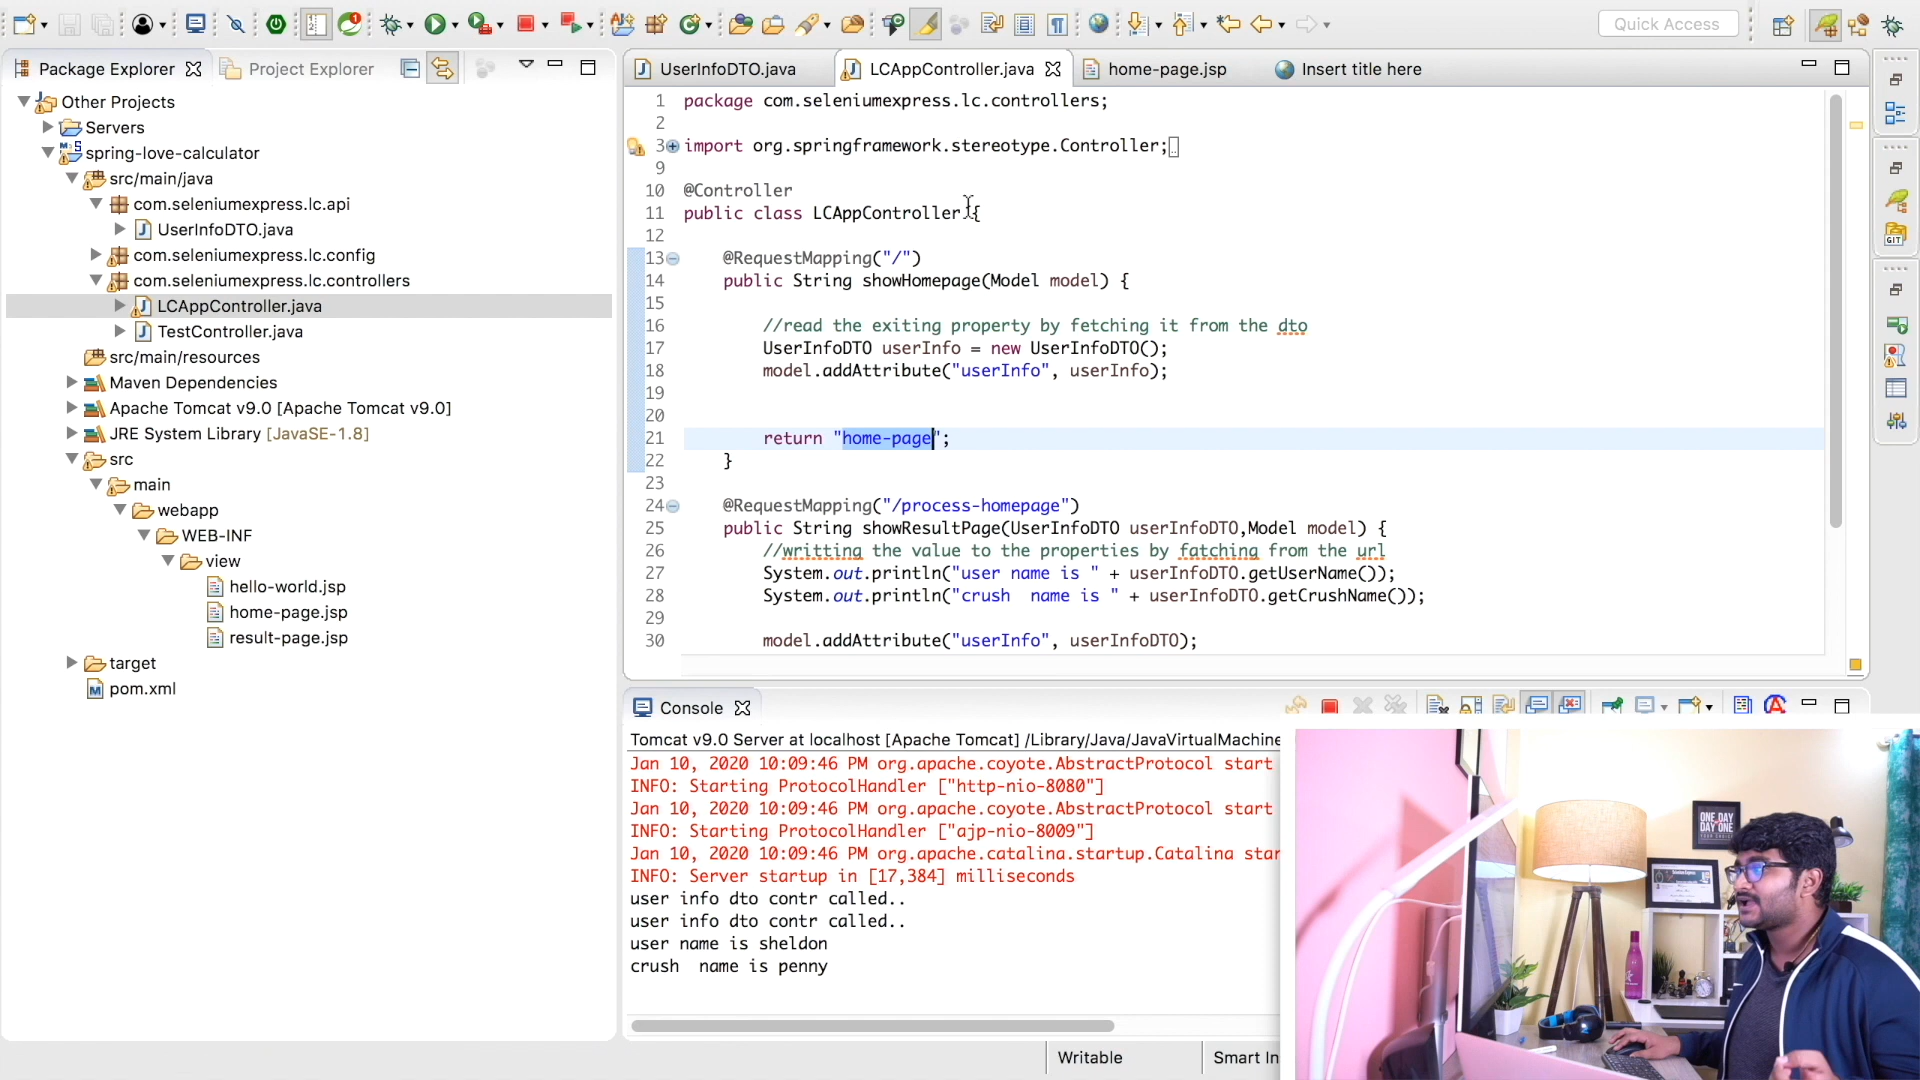 Quick Access
Package Explorer
Project Explorer
Other Projects
Servers
spring-love-calculator
src/main/java
com.seleniumexpress.lc.api
UserInfoDTO.java
com.seleniumexpress.lc.config
com.seleniumexpress.lc.controllers
LCAppController.java
TestController.java
src/main/resources
Maven Dependencies
Apache Tomcat v9.0 [Apache Tomcat v9.0]
JRE System Library [JavaSE-1.8]
src
main
webapp
WEB-INF
view
hello-world.jsp
home-page.jsp
result-page.jsp
target
pom.xml
UserInfoDTO.java
LCAppController.java
home-page.jsp
Insert title here
1 package com.seleniumexpress.lc.controllers;
2
3 import org.springframework.stereotype.Controller;
9
10 @Controller
11 public class LCAppController {
12
13 @RequestMapping("/")
14 public String showHomepage(Model model) {
15
16 //read the exiting property by fetching it from the dto
17 UserInfoDTO userInfo = new UserInfoDTO();
18 model.addAttribute("userInfo", userInfo);
19
20
21 return "home-page";
22 }
23
24 @RequestMapping("/process-homepage")
25 public String showResultPage(UserInfoDTO userInfoDTO,Model model) {
26 //writting the value to the properties by fatching from the url
27 System.out.println("user name is " + userInfoDTO.getUserName());
28 System.out.println("crush  name is " + userInfoDTO.getCrushName());
29
30 model.addAttribute("userInfo", userInfoDTO);
Console
Tomcat v9.0 Server at localhost [Apache Tomcat] /Library/Java/JavaVirtualMachine
Jan 10, 2020 10:09:46 PM org.apache.coyote.AbstractProtocol start
INFO: Starting ProtocolHandler ["http-nio-8080"]
Jan 10, 2020 10:09:46 PM org.apache.coyote.AbstractProtocol start
INFO: Starting ProtocolHandler ["ajp-nio-8009"]
Jan 10, 2020 10:09:46 PM org.apache.catalina.startup.Catalina star
INFO: Server startup in [17,384] milliseconds
user info dto contr called..
user info dto contr called..
user name is sheldon
crush  name is penny
Writable
Smart In
ONE DAY
DAY ONE